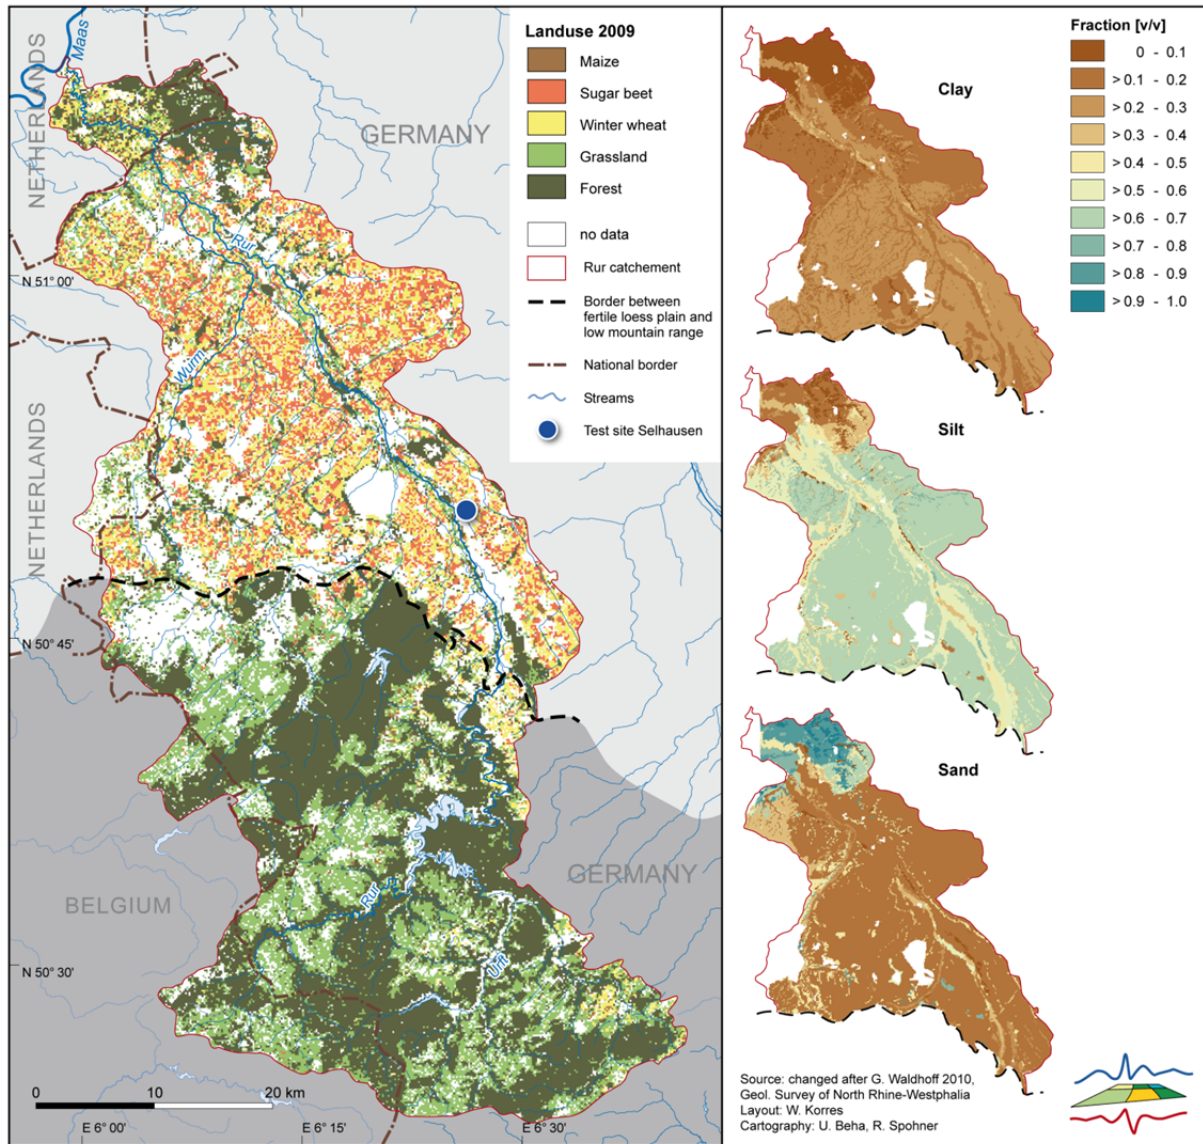 Landuse 2009
Maize
Sugar beet
Winter wheat
Grassland
Forest
no data
Rur catchement
Border between
fertile loess plain and
low mountain range
National border
Streams
Test site Selhausen
Maas
NETHERLANDS
GERMANY
Rur
N 51° 00'
Wurm
NETHERLANDS
N 50° 45'
GERMANY
BELGIUM
Rur
Urft
N 50° 30'
0 10 20 km
E 6° 00' E 6° 15' E 6° 30'
Fraction [v/v]
0 - 0.1
>0.1 - 0.2
>0.2 - 0.3
>0.3 - 0.4
>0.4 - 0.5
>0.5 - 0.6
>0.6 - 0.7
>0.7 - 0.8
>0.8 - 0.9
>0.9 - 1.0
Clay
Silt
Sand
Source: changed after G. Waldhoff 2010,
Geol. Survey of North Rhine-Westphalia
Layout: W. Korres
Cartography: U. Beha, R. Spohner